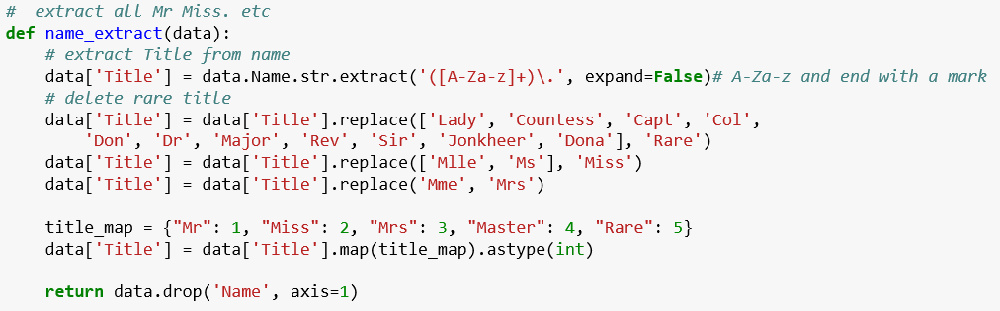 #  extract all Mr Miss. etc
def name_extract(data):
    # extract Title from name
    data['Title'] = data.Name.str.extract('([A-Za-z]+)\.', expand=False)# A-Za-z and end with a mark
    # delete rare title
    data['Title'] = data['Title'].replace(['Lady', 'Countess', 'Capt', 'Col',
        'Don', 'Dr', 'Major', 'Rev', 'Sir', 'Jonkheer', 'Dona'], 'Rare')
    data['Title'] = data['Title'].replace(['Mlle', 'Ms'], 'Miss')
    data['Title'] = data['Title'].replace('Mme', 'Mrs')

    title_map = {"Mr": 1, "Miss": 2, "Mrs": 3, "Master": 4, "Rare": 5}
    data['Title'] = data['Title'].map(title_map).astype(int)

    return data.drop('Name', axis=1)